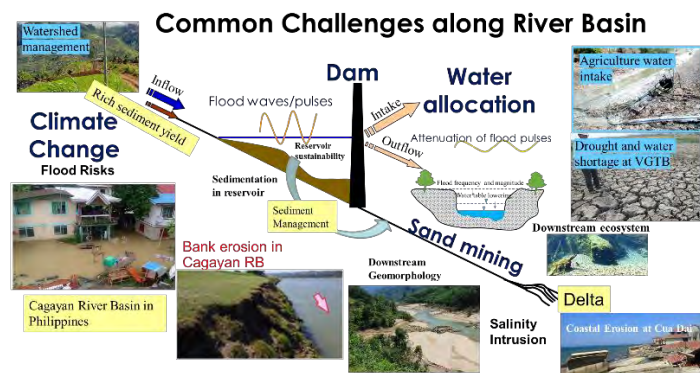 Common Challenges along River Basin
Watershed
management
Inflow
Rich sediment yield
Climate
Change
Flood Risks
Flood waves/pulses
Dam
Water
allocation
Intake
Outflow
Attenuation of flood pulses
Agriculture water
intake
Drought and water
shortage at VGTB
Reservoir
sustainability
Sedimentation
in reservoir
Sediment
Management
Flood frequency and magnitude
Water table lowering
Sand mining
Downstream ecosystem
Bank erosion in
Cagayan RB
Downstream
Geomorphology
Cagayan River Basin in
Philippines
Salinity
Intrusion
Delta
Coastal Erosion at Cua Dai